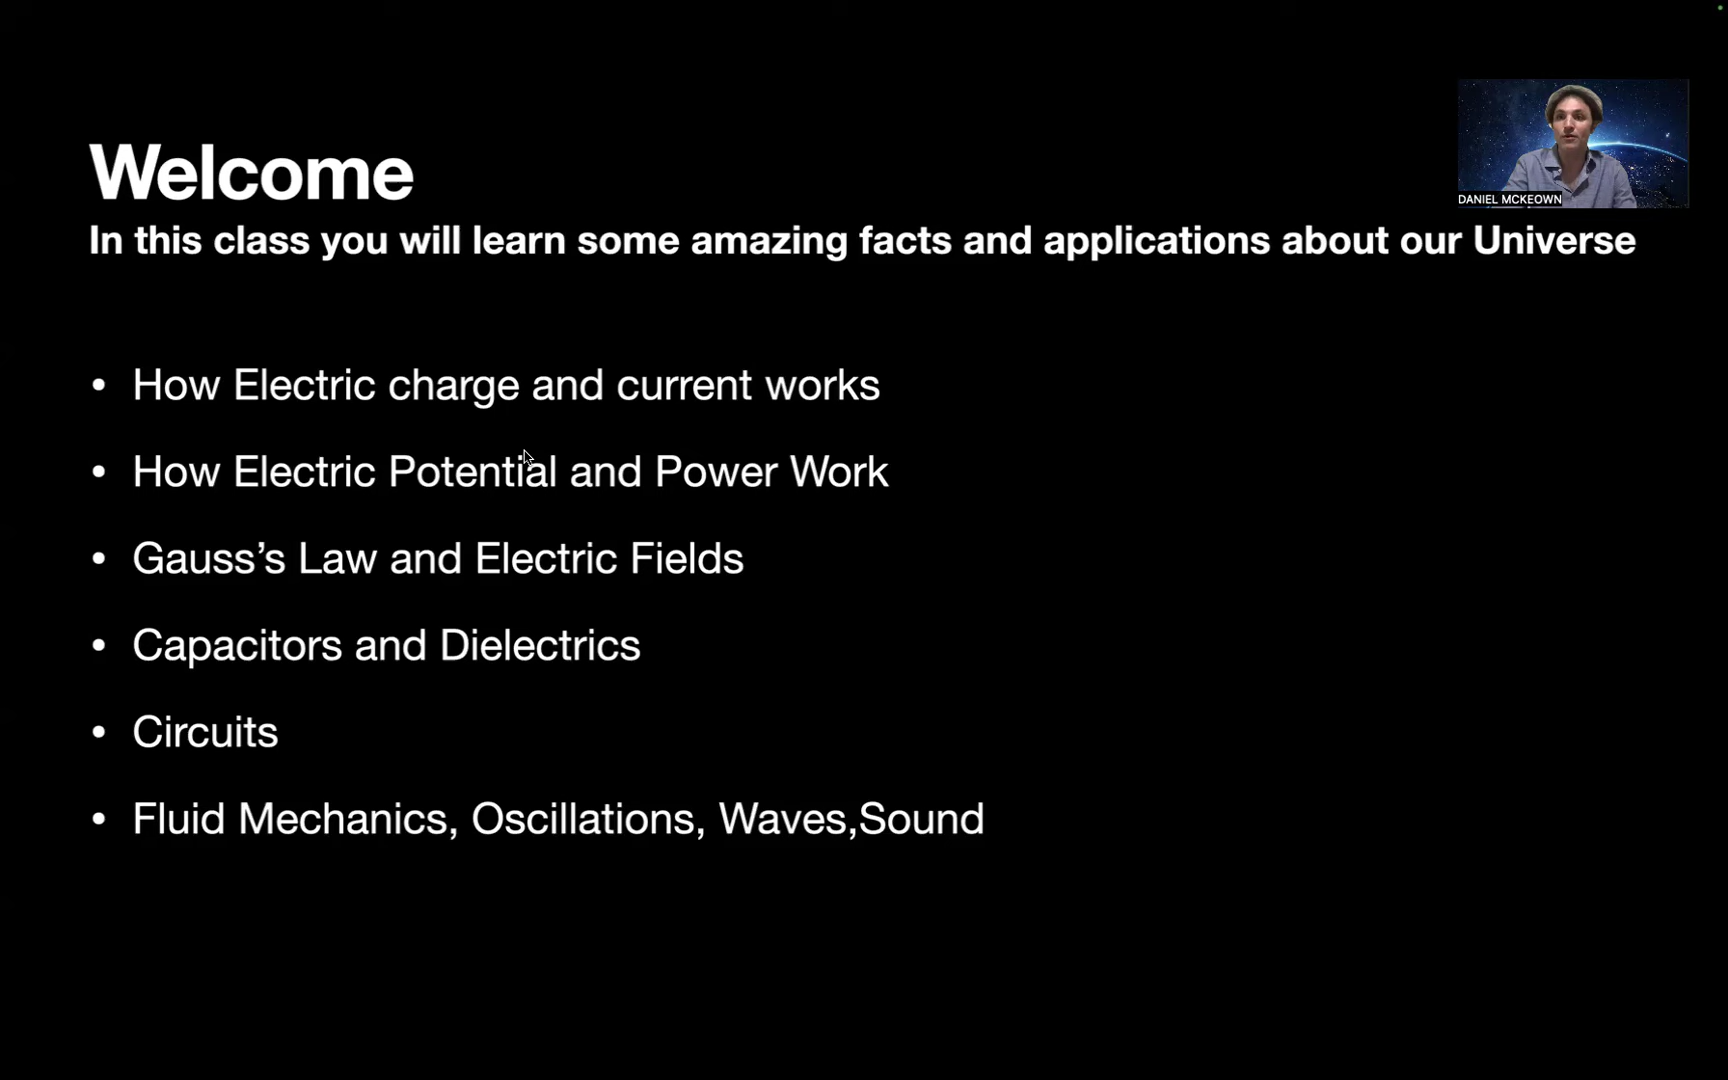 Welcome
DANIEL MCKEOWN
In this class you will learn some amazing facts and applications about our Universe
• How Electric charge and current works
• How Electric Potential and Power Work
• Gauss’s Law and Electric Fields
• Capacitors and Dielectrics
• Circuits
• Fluid Mechanics, Oscillations, Waves,Sound